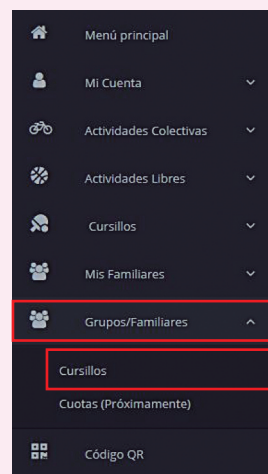 Menú principal
Mi Cuenta
Actividades Colectivas
Actividades Libres
Cursillos
Mis Familiares
Grupos/Familiares
Cursillos
Cuotas (Próximamente)
Código QR